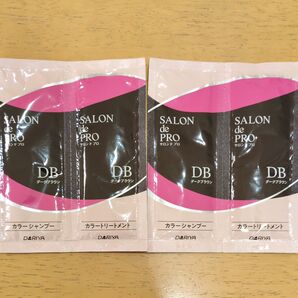 SALON
de
PRO
サロン ド プロ
DB
ダークブラウン
カラーシャンプー
SALON
de
PRO
サロン ド プロ
DB
ダークブラウン
カラートリートメント
DARIYA
SALON
de
PRO
サロン ド プロ
DB
ダークブラウン
カラーシャンプー
SALON
de
PRO
サロン ド プロ
DB
ダークブラウン
カラートリートメント
DARIYA